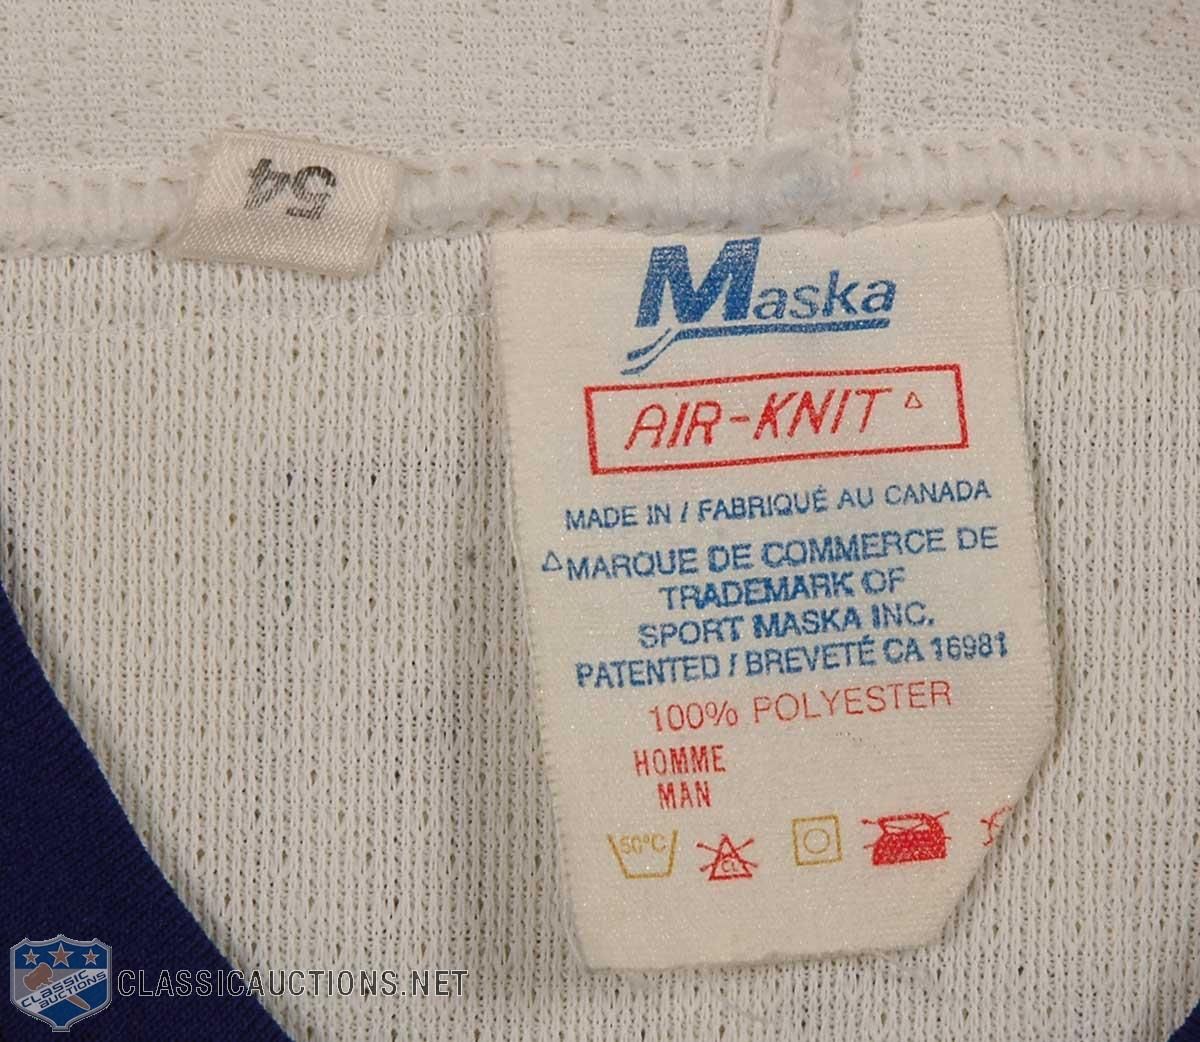 54
MASKA
AIR-KNIT △
MADE IN / FABRIQUÉ AU CANADA
△MARQUE DE COMMERCE DE
TRADEMARK OF
SPORT MASKA INC.
PATENTED / BREVETÉ CA 16981
100% POLYESTER
HOMME
MAN
50°C
CL
CLASSIC
AUCTIONS
CLASSICAUCTIONS.NET